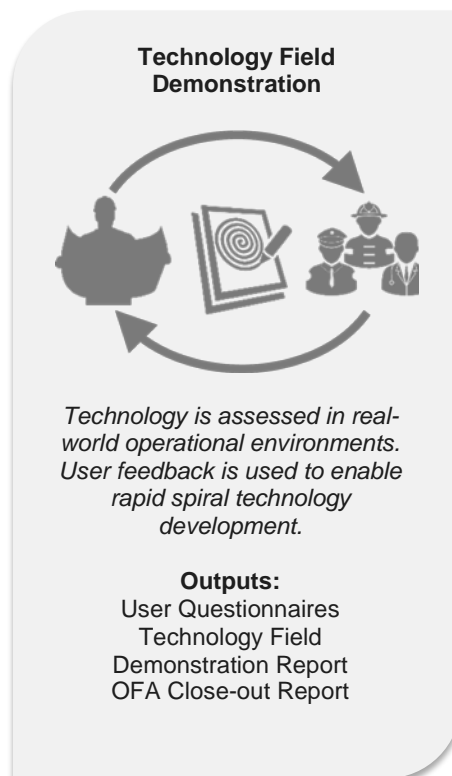 Technology Field
Demonstration
Technology is assessed in real-
world operational environments.
User feedback is used to enable
rapid spiral technology
development.
Outputs:
User Questionnaires
Technology Field
Demonstration Report
OFA Close-out Report